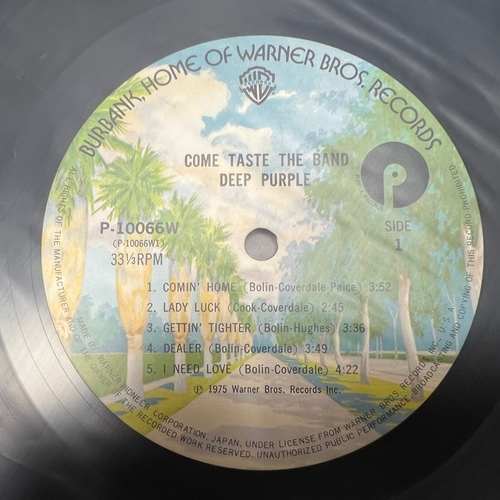 BURBANK, HOME OF WARNER BROS. RECORDS
COME TASTE THE BAND
DEEP PURPLE
P
P-10066W
(P-10066W1)
33⅓RPM
SIDE
1
1. COMIN' HOME (Bolin-Coverdale-Paice) 3:52
2. LADY LUCK (Cook-Coverdale) 2:45
3. GETTIN' TIGHTER (Bolin-Hughes) 3:36
4. DEALER (Bolin-Coverdale) 3:49
5. I NEED LOVE (Bolin-Coverdale) 4:22
℗ 1975 Warner Bros. Records Inc.
PIONEER CORPORATION, JAPAN, UNDER LICENSE FROM WARNER BROS. RECORDS INC., U.S.A.
OF THE RECORDED WORK RESERVED. UNAUTHORIZED PUBLIC PERFORMANCE, BROADCASTING AND COPYING OF THIS RECORD PROHIBITED